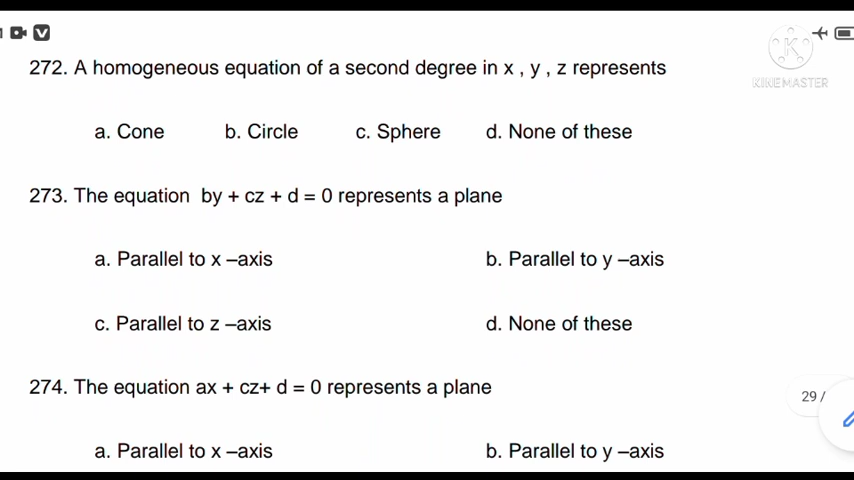 KINEMASTER
272. A homogeneous equation of a second degree in x , y , z represents
a. Cone b. Circle c. Sphere d. None of these
273. The equation by + cz + d = 0 represents a plane
a. Parallel to x –axis b. Parallel to y –axis
c. Parallel to z –axis d. None of these
274. The equation ax + cz+ d = 0 represents a plane
29 /
a. Parallel to x –axis b. Parallel to y –axis